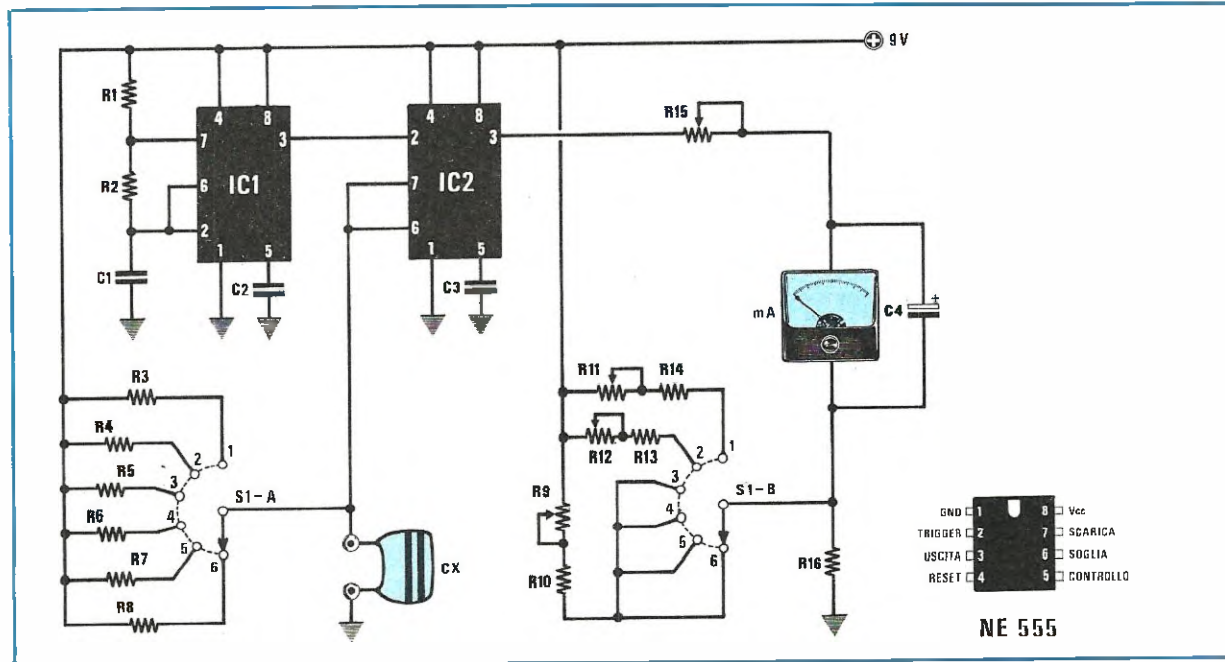 9V
R1
R2
C1
4
8
7
3
6
2
1
5
IC1
C2
4
8
2
3
7
6
1
5
IC2
C3
R15
mA
C4
+
R3
R4
R5
R6
R7
R8
1
2
3
4
5
6
S1-A
CX
R11
R14
R12
R13
R9
R10
1
2
3
4
5
6
S1-B
R16
GND 1 8 Vcc
TRIGGER 2 7 SCARICA
USCITA 3 6 SOGLIA
RESET 4 5 CONTROLLO
NE 555